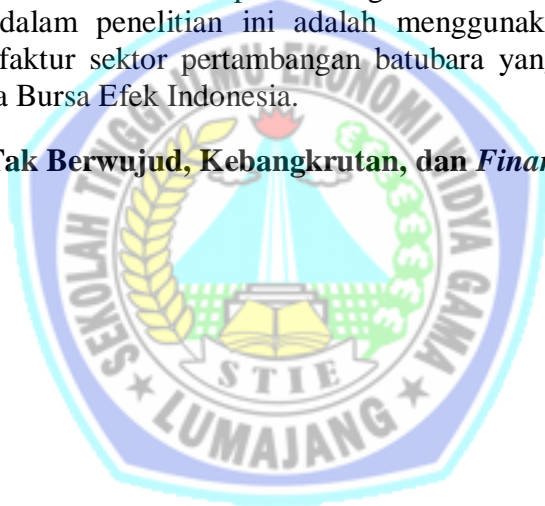 dalam penelitian ini adalah menggunak
faktur sektor pertambangan batubara yang
a Bursa Efek Indonesia.
Tak Berwujud, Kebangkrutan, dan Finan
SEKOLAH TINGGI ILMU EKONOMI WIDYA GAMA
STIE
LUMAJANG